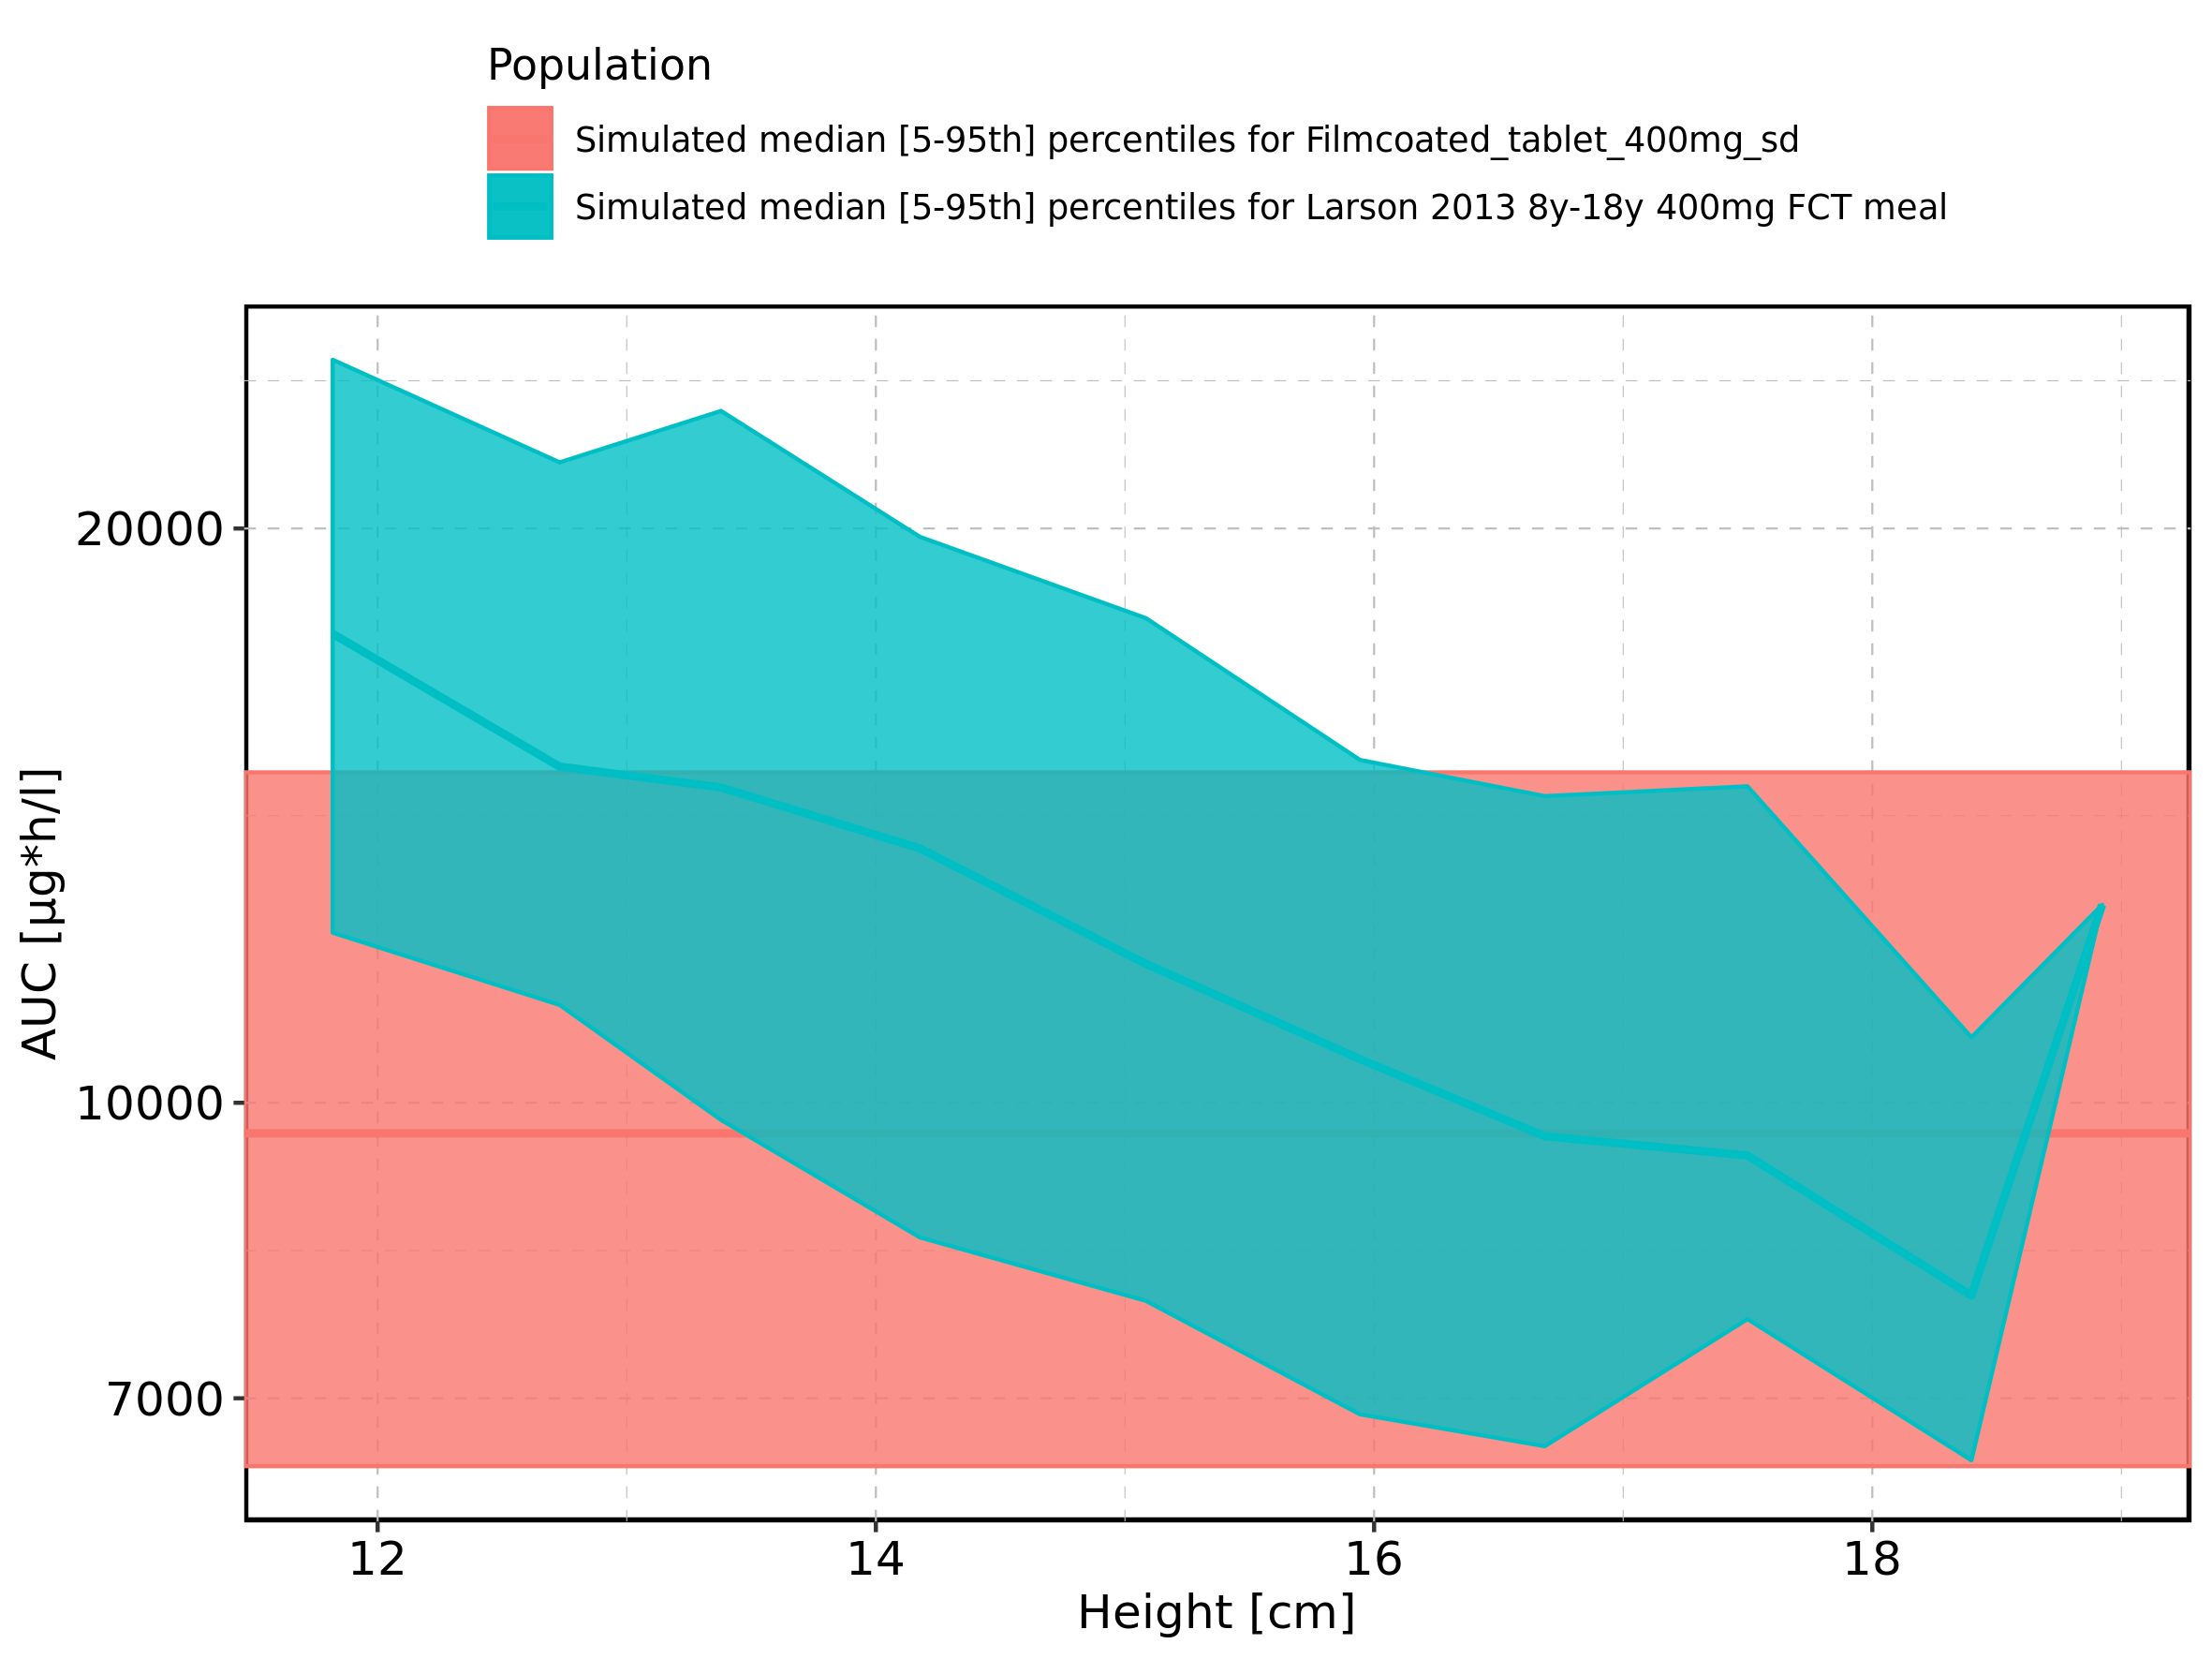 Population
Simulated median [5-95th] percentiles for Filmcoated_tablet_400mg_sd
Simulated median [5-95th] percentiles for Larson 2013 8y-18y 400mg FCT meal
AUC [µg*h/l]
20000
10000
7000
12 14 16 18
Height [cm]